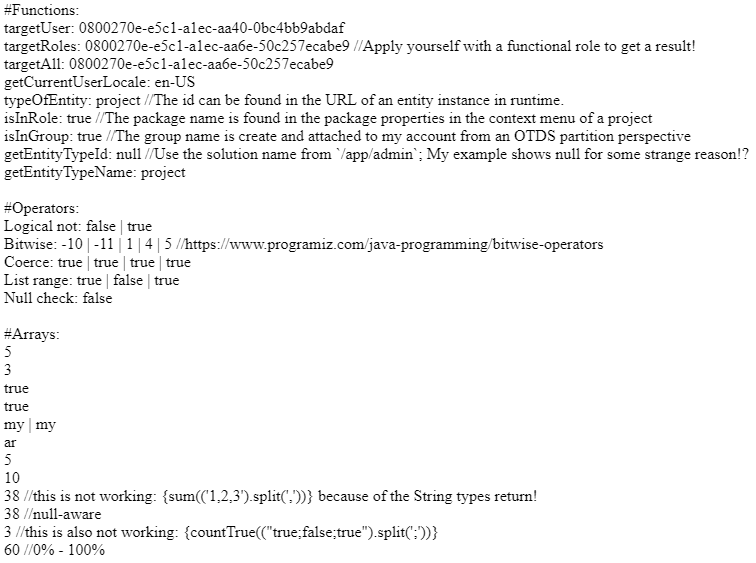 #Functions:
targetUser: 0800270e-e5c1-a1ec-aa40-0bc4bb9abdaf
targetRoles: 0800270e-e5c1-a1ec-aa6e-50c257ecabe9 //Apply yourself with a functional role to get a result!
targetAll: 0800270e-e5c1-a1ec-aa6e-50c257ecabe9
getCurrentUserLocale: en-US
typeOfEntity: project //The id can be found in the URL of an entity instance in runtime.
isInRole: true //The package name is found in the package properties in the context menu of a project
isInGroup: true //The group name is create and attached to my account from an OTDS partition perspective
getEntityTypeId: null //Use the solution name from `/app/admin`; My example shows null for some strange reason!?
getEntityTypeName: project

#Operators:
Logical not: false | true
Bitwise: -10 | -11 | 1 | 4 | 5 //https://www.programiz.com/java-programming/bitwise-operators
Coerce: true | true | true | true
List range: true | false | true
Null check: false

#Arrays:
5
3
true
true
my | my
ar
5
10
38 //this is not working: {sum(('1,2,3').split(','))} because of the String types return!
38 //null-aware
3 //this is also not working: {countTrue(("true;false;true").split(';'))}
60 //0% - 100%